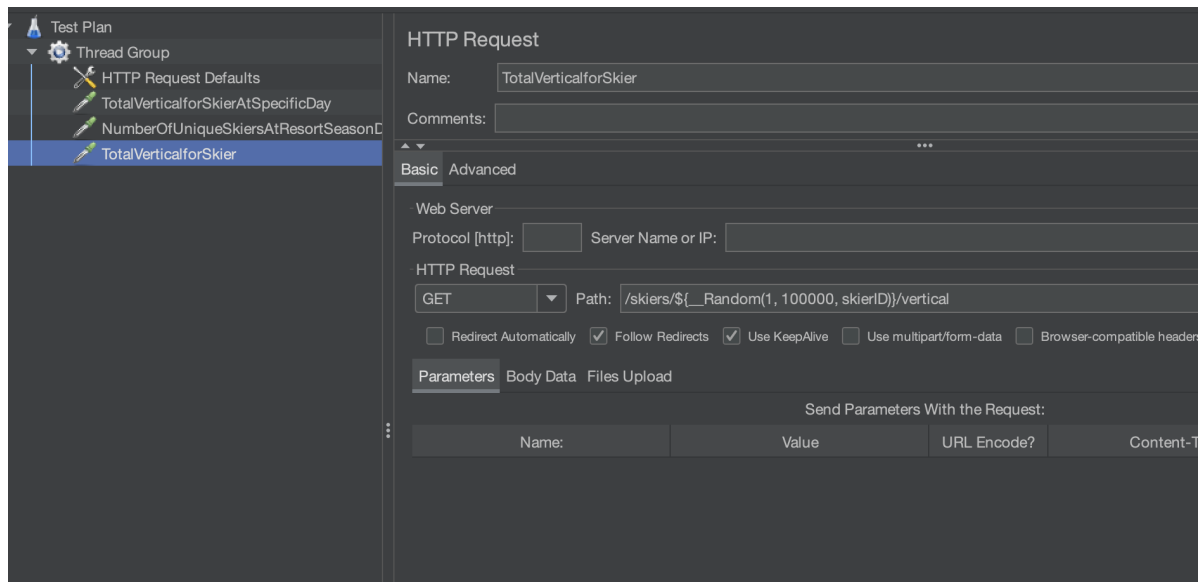 Test Plan
Thread Group
HTTP Request Defaults
TotalVerticalforSkierAtSpecificDay
NumberOfUniqueSkiersAtResortSeasonD
TotalVerticalforSkier
HTTP Request
Name: TotalVerticalforSkier
Comments:
Basic Advanced
Web Server
Protocol [http]: Server Name or IP:
HTTP Request
GET Path: /skiers/${__Random(1, 100000, skierID)}/vertical
Redirect Automatically Follow Redirects Use KeepAlive Use multipart/form-data Browser-compatible headers
Parameters Body Data Files Upload
Send Parameters With the Request:
Name: Value URL Encode? Content-T